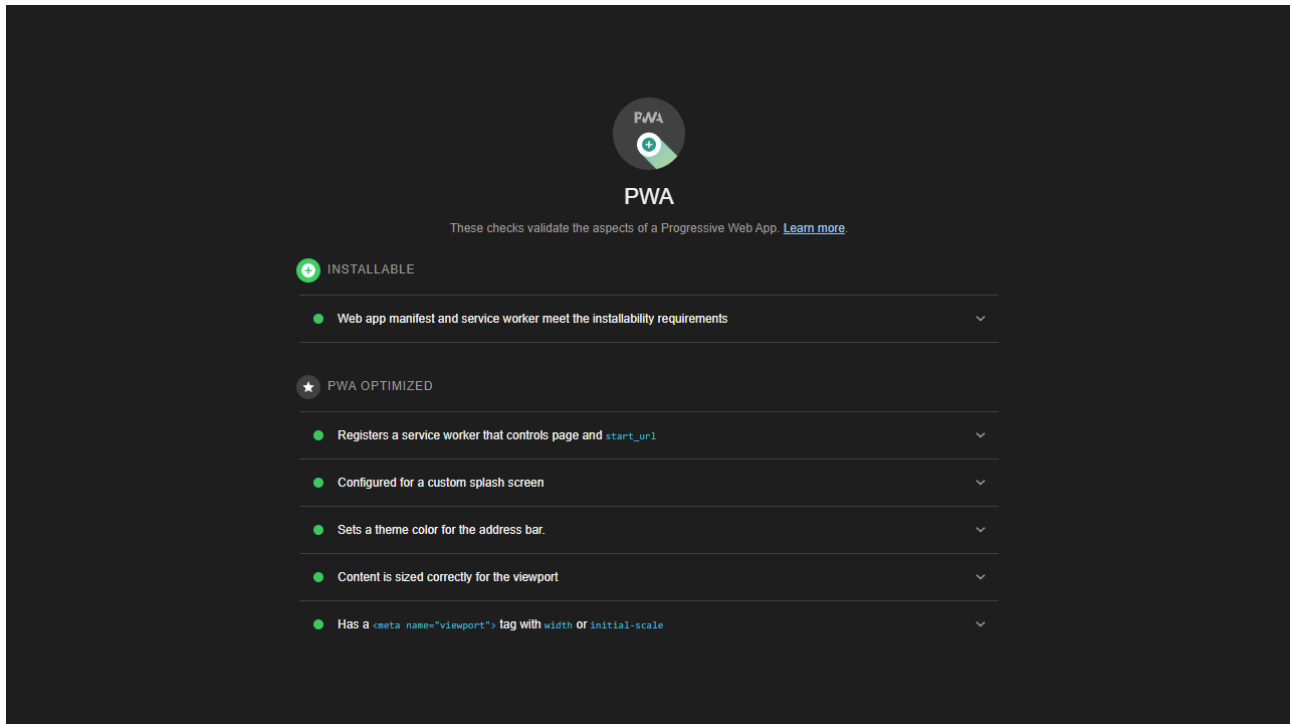 PWA
PWA
These checks validate the aspects of a Progressive Web App. Learn more.
INSTALLABLE
Web app manifest and service worker meet the installability requirements
PWA OPTIMIZED
Registers a service worker that controls page and start_url
Configured for a custom splash screen
Sets a theme color for the address bar.
Content is sized correctly for the viewport
Has a <meta name="viewport"> tag with width or initial-scale